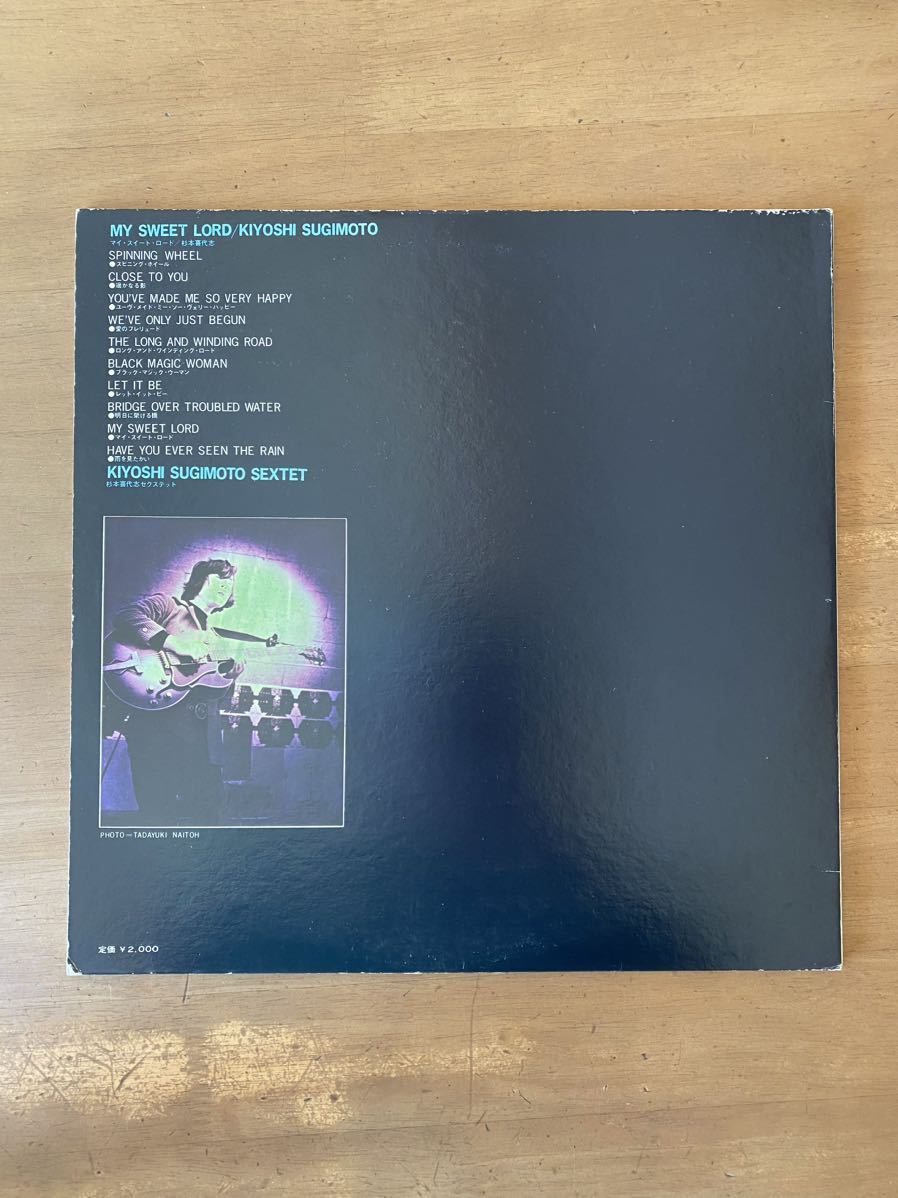 MY SWEET LORD/KIYOSHI SUGIMOTO
マイ・スイート・ロード/杉本喜代志
SPINNING WHEEL
●スピニング・ホイール
CLOSE TO YOU
●遥かなる影
YOU'VE MADE ME SO VERY HAPPY
●ユーヴ・メイド・ミー・ソー・ヴェリー・ハッピー
WE'VE ONLY JUST BEGUN
●愛のプレリュード
THE LONG AND WINDING ROAD
●ロング・アンド・ワインディング・ロード
BLACK MAGIC WOMAN
●ブラック・マジック・ウーマン
LET IT BE
●レット・イット・ビー
BRIDGE OVER TROUBLED WATER
●明日に架ける橋
MY SWEET LORD
●マイ・スイート・ロード
HAVE YOU EVER SEEN THE RAIN
●雨を見たかい
KIYOSHI SUGIMOTO SEXTET
杉本喜代志セクステット
PHOTO—TADAYUKI NAITOH
定価 ¥2,000